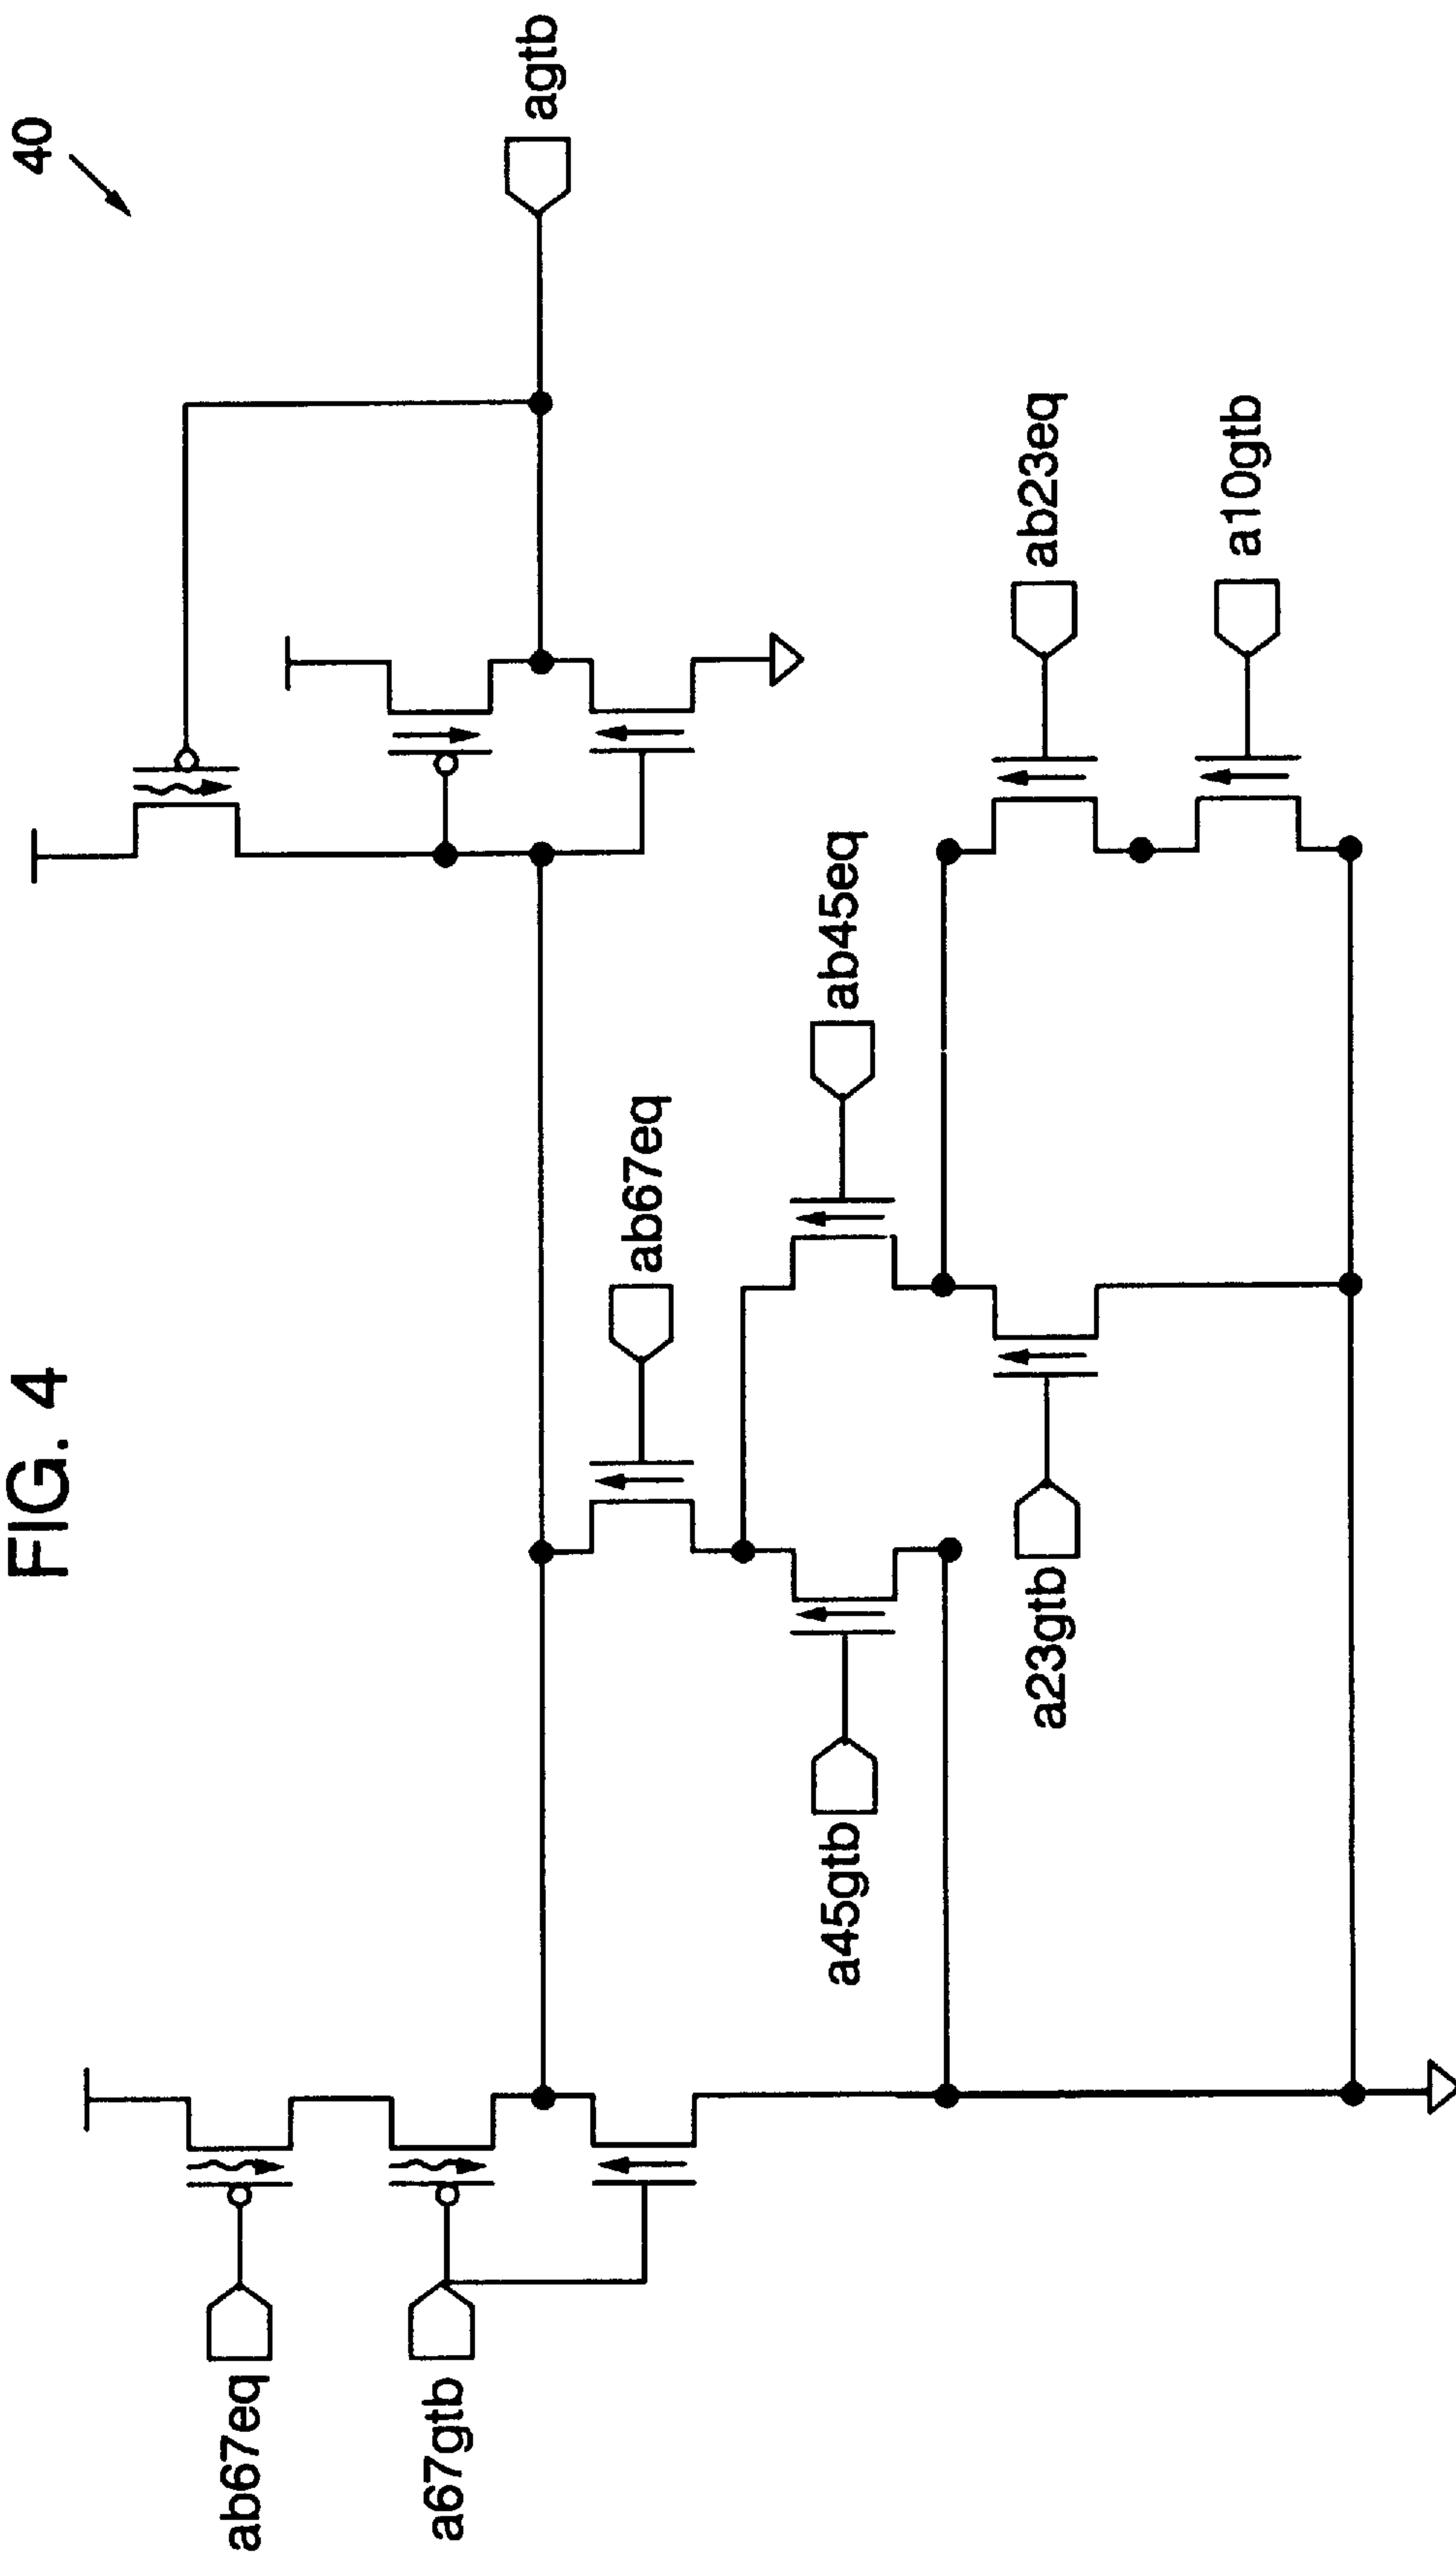 FIG. 4
40
ab67eq
a67gtb
a45gtb
a23gtb
ab67eq
ab45eq
ab23eq
a10gtb
agtb